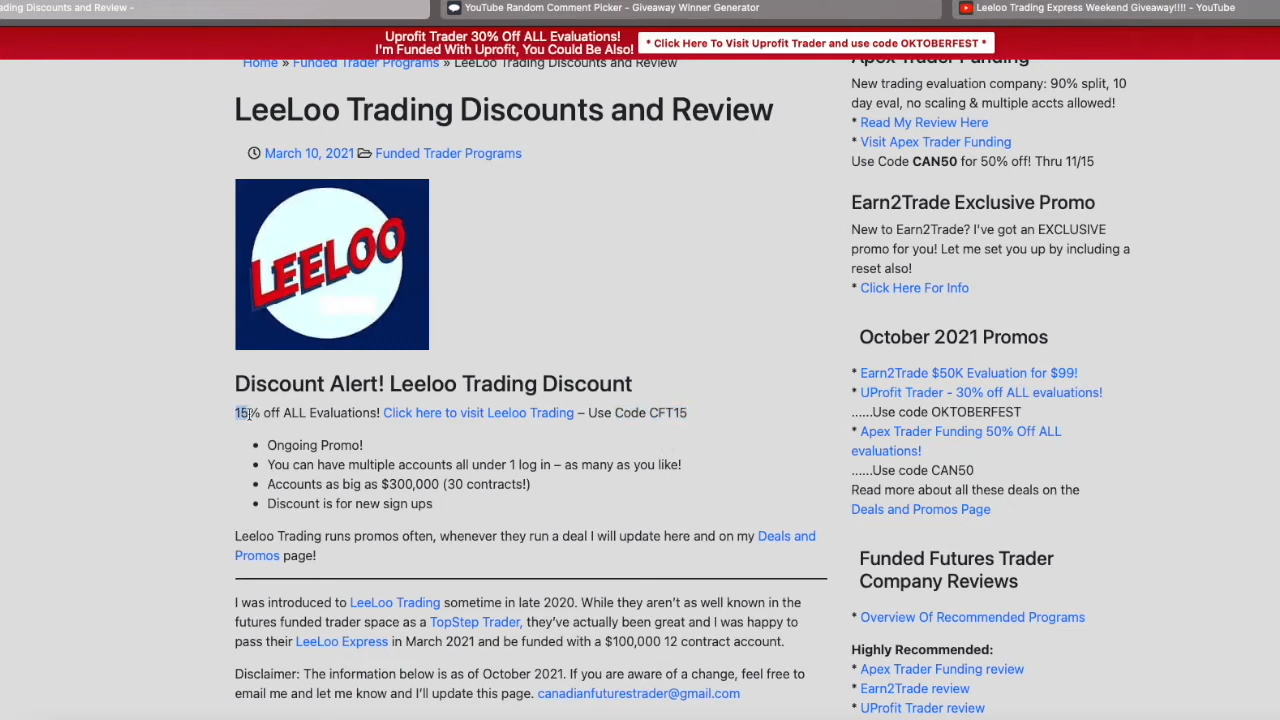 ading Discounts and Review -
YouTube Random Comment Picker - Giveaway Winner Generator
Leeloo Trading Express Weekend Giveaway!!!! - YouTube
Uprofit Trader 30% Off ALL Evaluations!
I'm Funded With Uprofit, You Could Be Also!
* Click Here To Visit Uprofit Trader and use code OKTOBERFEST *
Home » Funded Trader Programs » LeeLoo Trading Discounts and Review
LeeLoo Trading Discounts and Review
March 10, 2021 Funded Trader Programs
LEELOO
Discount Alert! Leeloo Trading Discount
15% off ALL Evaluations! Click here to visit Leeloo Trading – Use Code CFT15
• Ongoing Promo!
• You can have multiple accounts all under 1 log in – as many as you like!
• Accounts as big as $300,000 (30 contracts!)
• Discount is for new sign ups
Leeloo Trading runs promos often, whenever they run a deal I will update here and on my Deals and
Promos page!
I was introduced to LeeLoo Trading sometime in late 2020. While they aren't as well known in the
futures funded trader space as a TopStep Trader, they've actually been great and I was happy to
pass their LeeLoo Express in March 2021 and be funded with a $100,000 12 contract account.
Disclaimer: The information below is as of October 2021. If you are aware of a change, feel free to
email me and let me know and I'll update this page. canadianfuturestrader@gmail.com
Apex Trader Funding
New trading evaluation company: 90% split, 10
day eval, no scaling & multiple accts allowed!
* Read My Review Here
* Visit Apex Trader Funding
Use Code CAN50 for 50% off! Thru 11/15
Earn2Trade Exclusive Promo
New to Earn2Trade? I've got an EXCLUSIVE
promo for you! Let me set you up by including a
reset also!
* Click Here For Info
October 2021 Promos
* Earn2Trade $50K Evaluation for $99!
* UProfit Trader - 30% off ALL evaluations!
......Use code OKTOBERFEST
* Apex Trader Funding 50% Off ALL
evaluations!
......Use code CAN50
Read more about all these deals on the
Deals and Promos Page
Funded Futures Trader
Company Reviews
* Overview Of Recommended Programs
Highly Recommended:
* Apex Trader Funding review
* Earn2Trade review
* UProfit Trader review